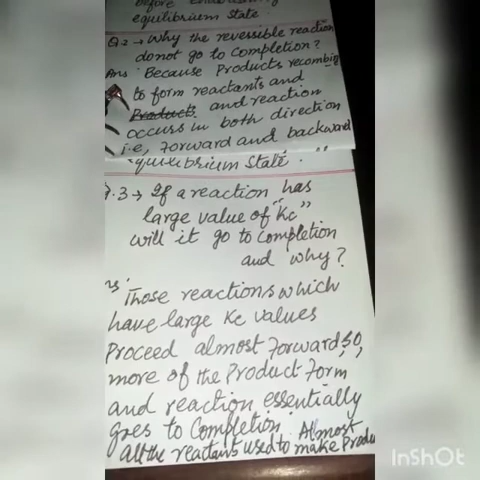 before
equilibrium state.
Q.2 → Why the reversible reaction
donot go to completion?
Ans: Because Products recombine
to form reactants and
Products and reaction
occurs in both direction
i.e, Forward and backward
equilibrium state.
Q.3 → If a reaction has
large value of "Kc"
will it go to completion
and why?
Ans: Those reactions which
have large Kc values
Proceed almost Forward, so,
more of the Product Form
and reaction essentially
goes to Completion. Almost
all the reactants used to make Produ
InShOt